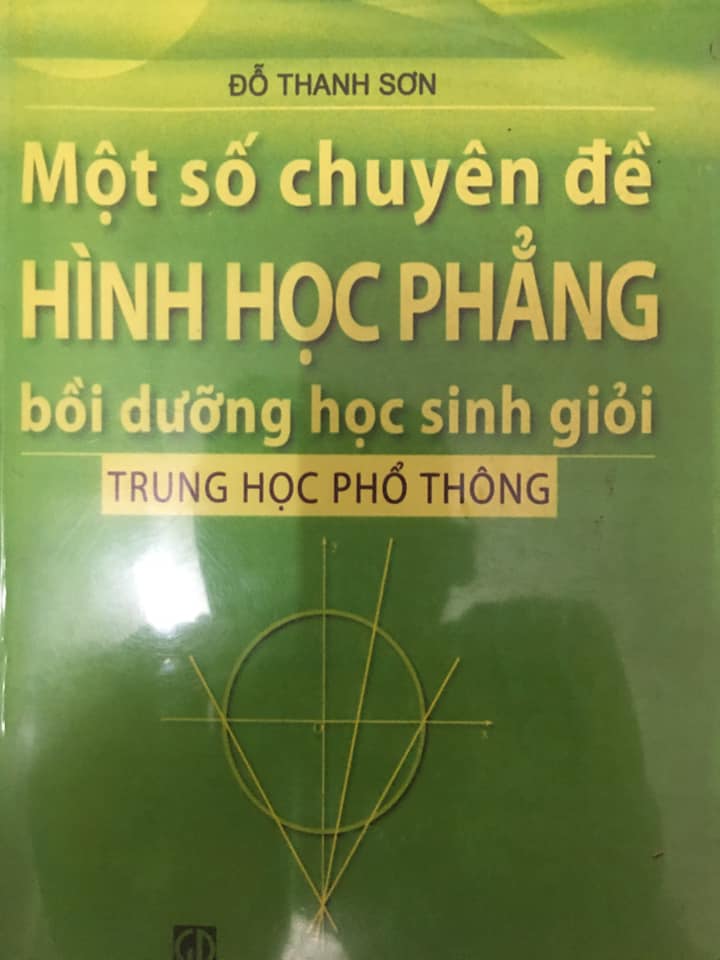 ĐỖ THANH SƠN
Một số chuyên đề
HÌNH HỌC PHẲNG
bồi dưỡng học sinh giỏi
TRUNG HỌC PHỔ THÔNG
y
O
x
GD